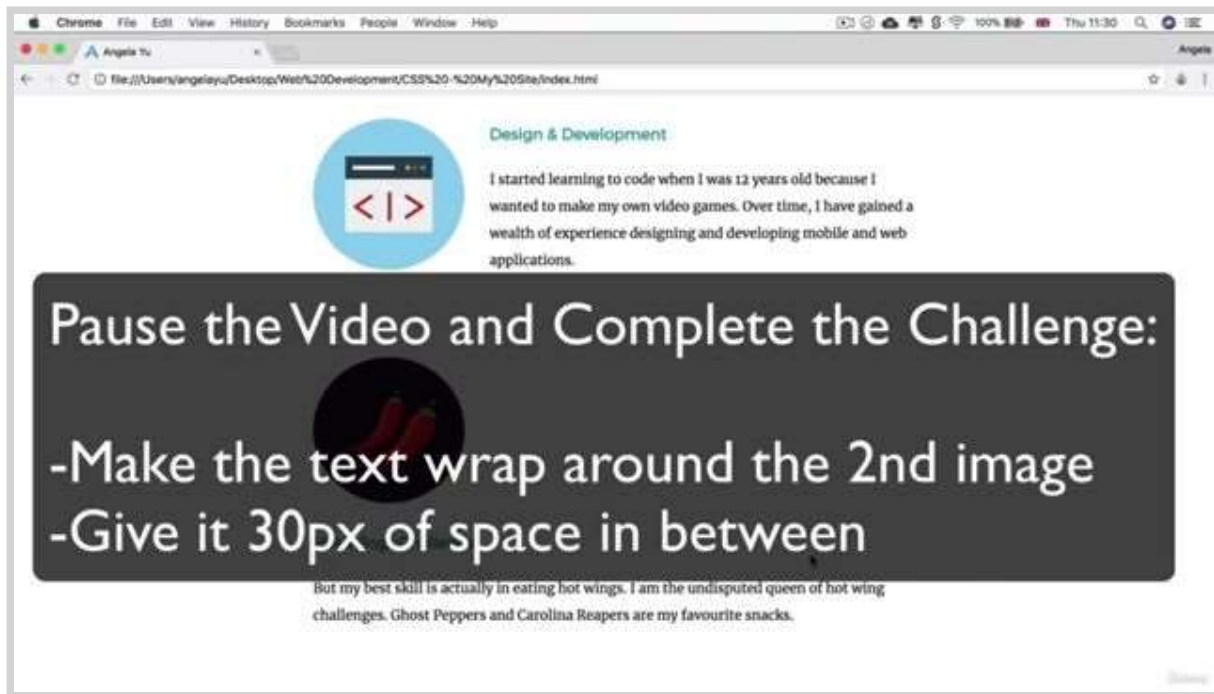 Chrome File Edit View History Bookmarks People Window Help 100% Thu 11:30
Angela Yu Angela
file:///Users/angelayu/Desktop/Web%20Development/CSS%20-%20My%20Site/index.html
Design & Development
I started learning to code when I was 12 years old because I
wanted to make my own video games. Over time, I have gained a
wealth of experience designing and developing mobile and web
applications.
Pause the Video and Complete the Challenge:
-Make the text wrap around the 2nd image
-Give it 30px of space in between
But my best skill is actually in eating hot wings. I am the undisputed queen of hot wing
challenges. Ghost Peppers and Carolina Reapers are my favourite snacks.